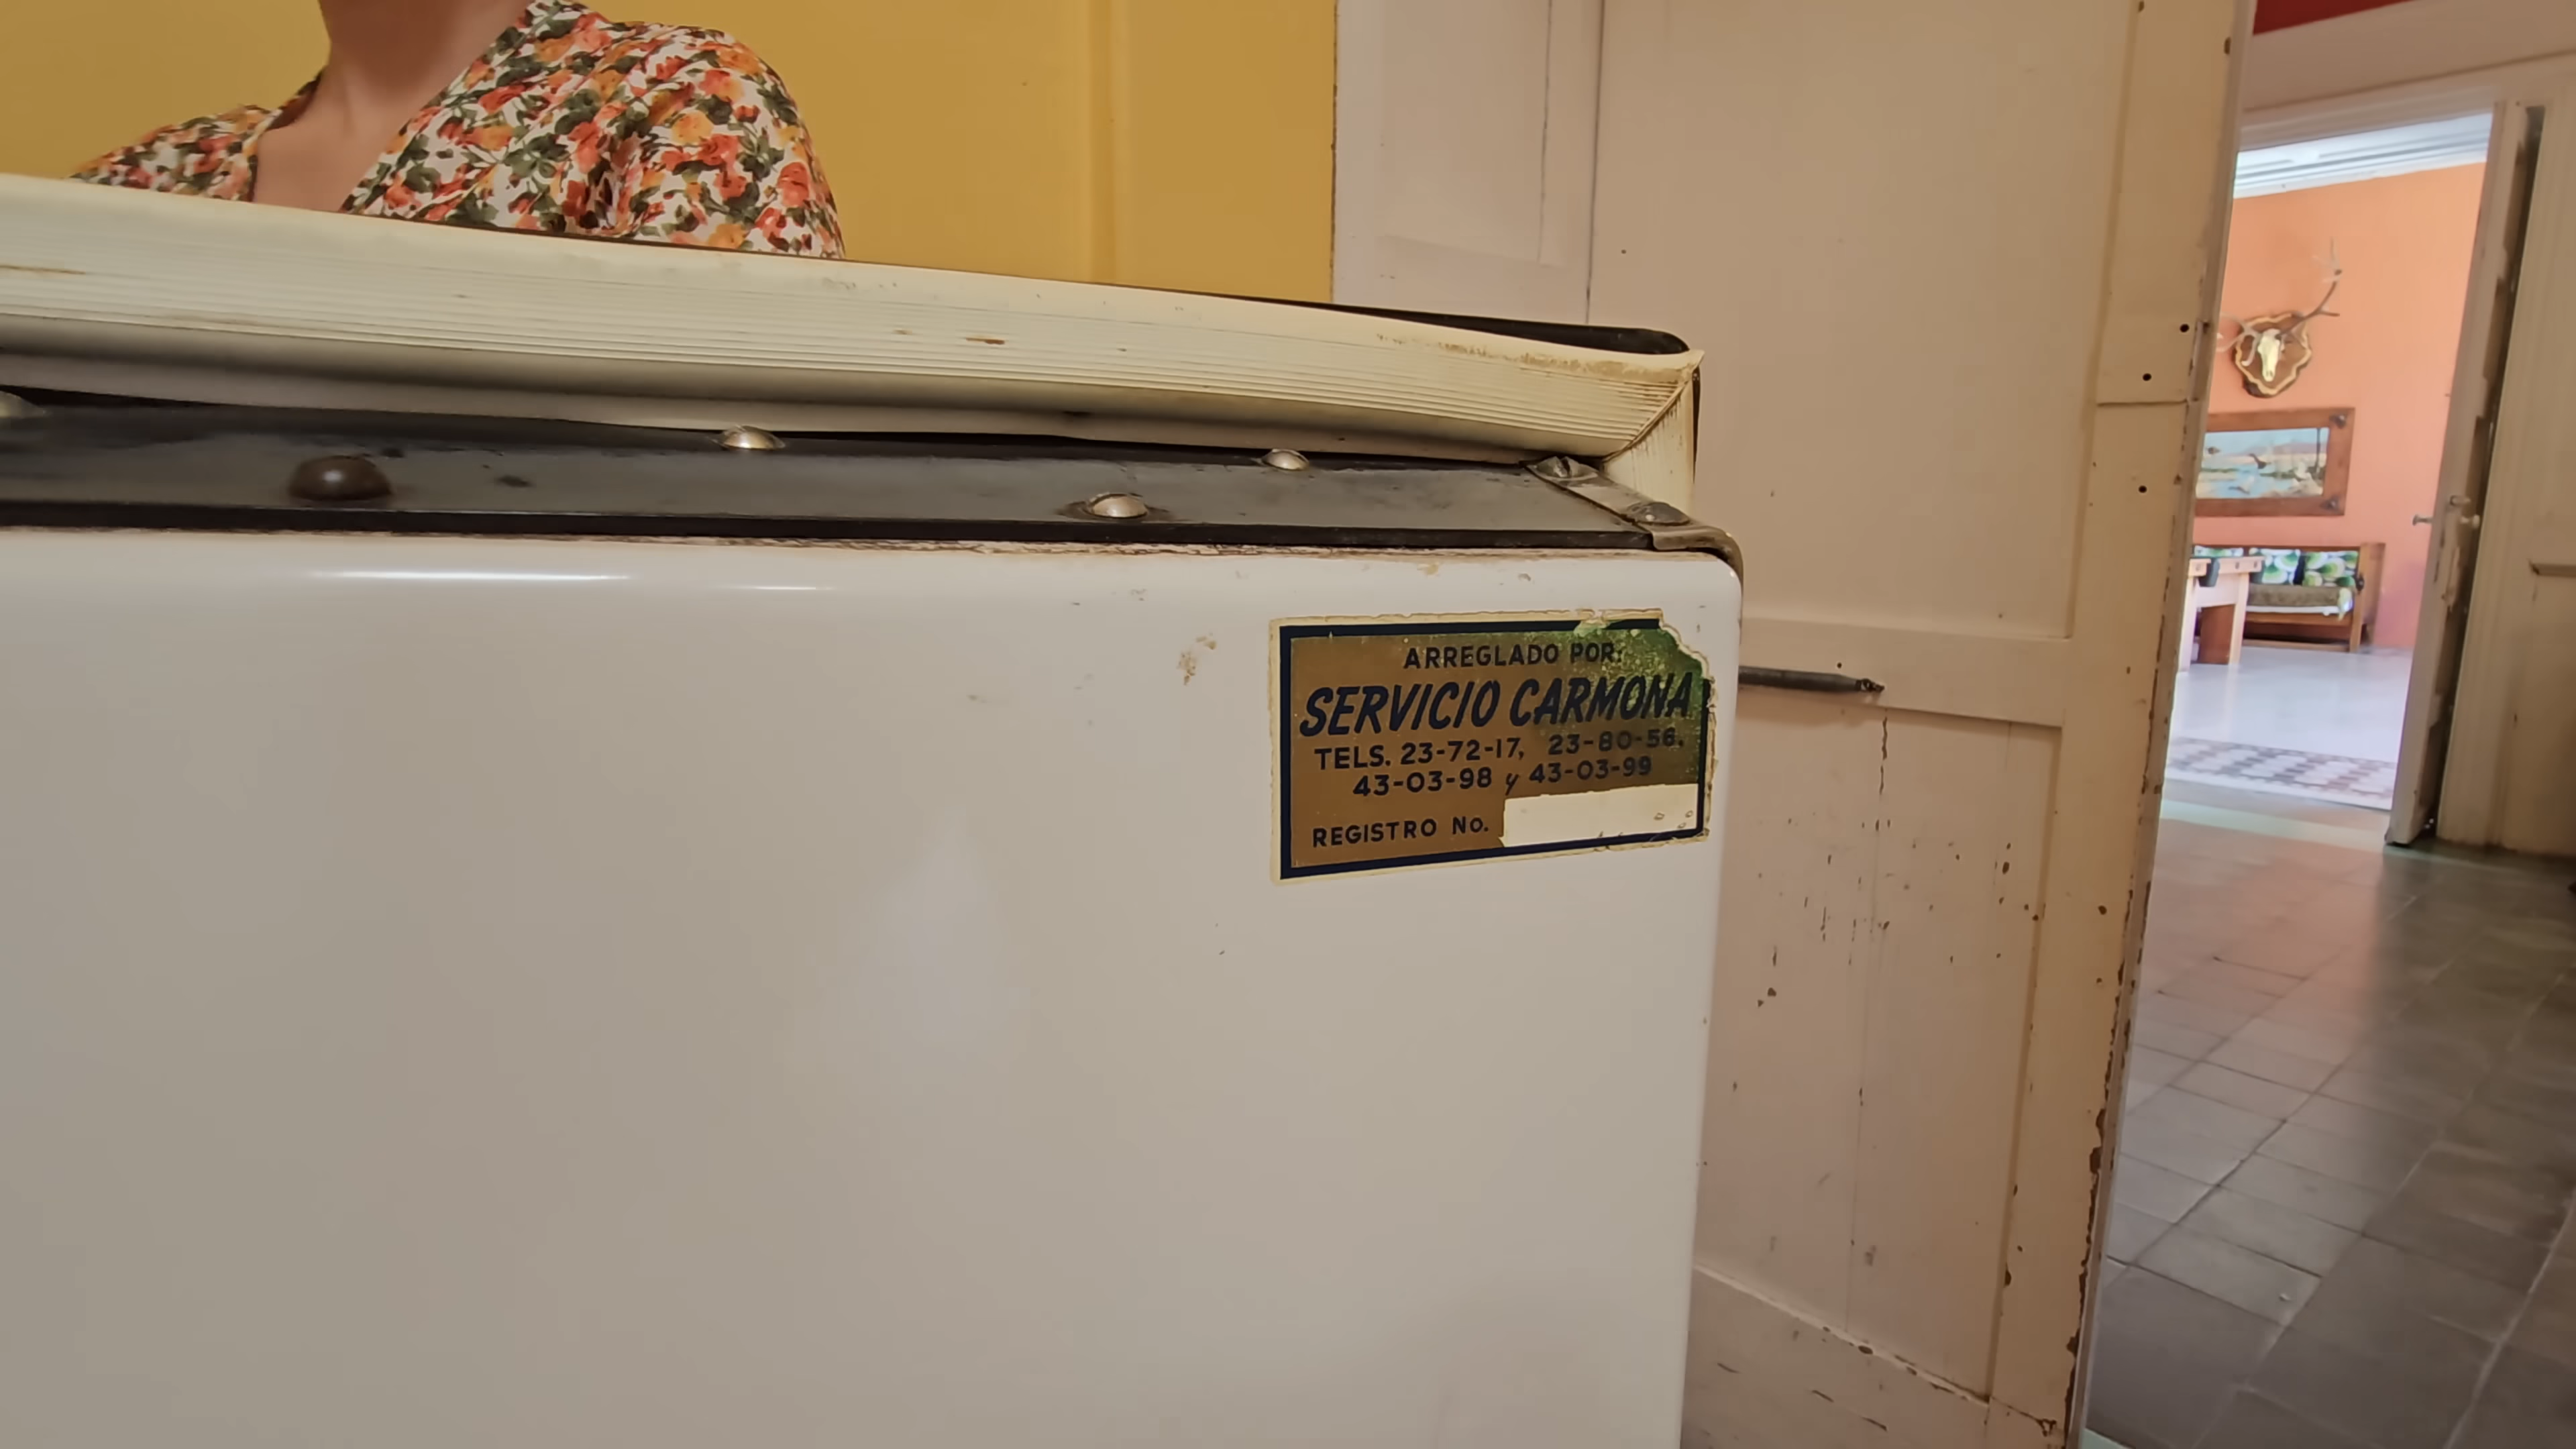 ARREGLADO POR:
SERVICIO CARMONA
TELS. 23-72-17, 23-80-56,
43-03-98 y 43-03-99
REGISTRO No.